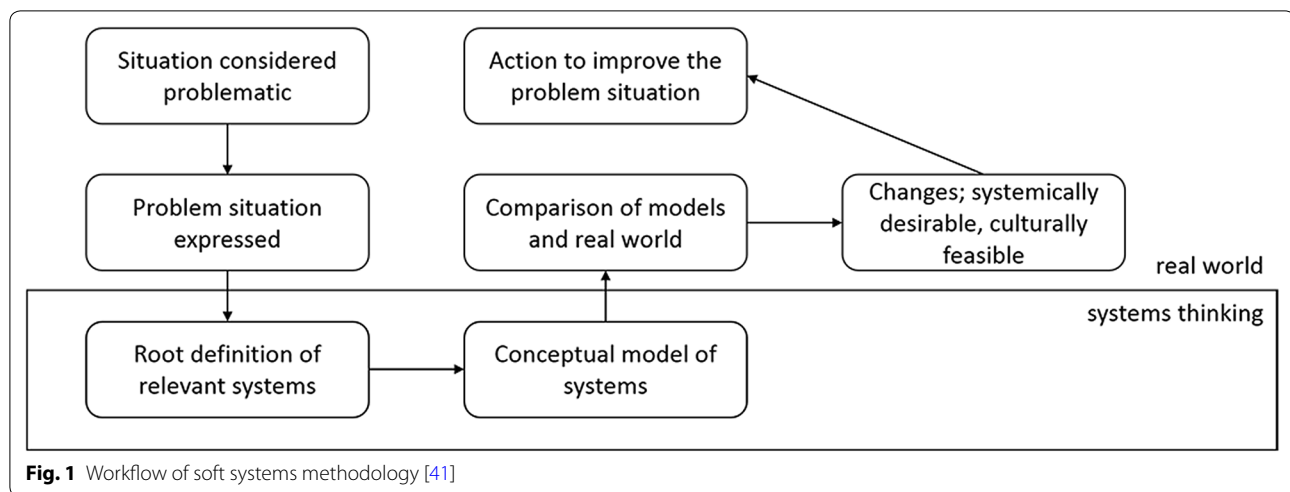 Situation considered
problematic
Action to improve the
problem situation
Problem situation
expressed
Comparison of models
and real world
Changes; systemically
desirable, culturally
feasible
real world
systems thinking
Root definition of
relevant systems
Conceptual model of
systems
Fig. 1 Workflow of soft systems methodology [41]